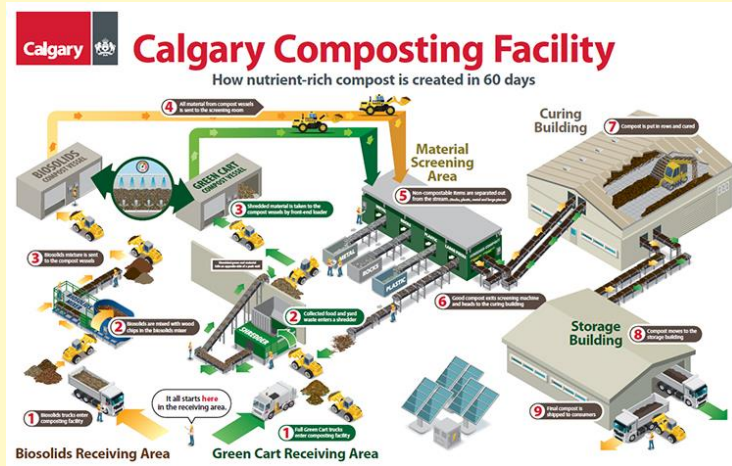 Calgary
Calgary Composting Facility
How nutrient-rich compost is created in 60 days
4 All material from compost vessels
is sent to the screening room
Curing
Building
7 Compost is put in rows and cured
BIOSOLIDS
COMPOST VESSEL
GREEN CART
COMPOST VESSEL
Material
Screening
Area
5 Non-compostable items are separated out
from the stream
3 Shredded material is taken to the
compost vessels by front-end loader
3 Biosolids mixture is sent
to the compost vessels
METAL
ROCKS
PLASTIC
6 Good compost exits screening machine
and heads to the curing building
2 Biosolids are mixed with wood
chips in the biosolids mixer
2 Collected food and yard
waste enters a shredder
SHREDDER
Storage
Building
8 Compost moves to the
storage building
It all starts here
in the receiving area.
1 Biosolids trucks enter
composting facility
1 Full Green Cart trucks
enter composting facility
9 Final compost is
shipped to consumers
Biosolids Receiving Area
Green Cart Receiving Area